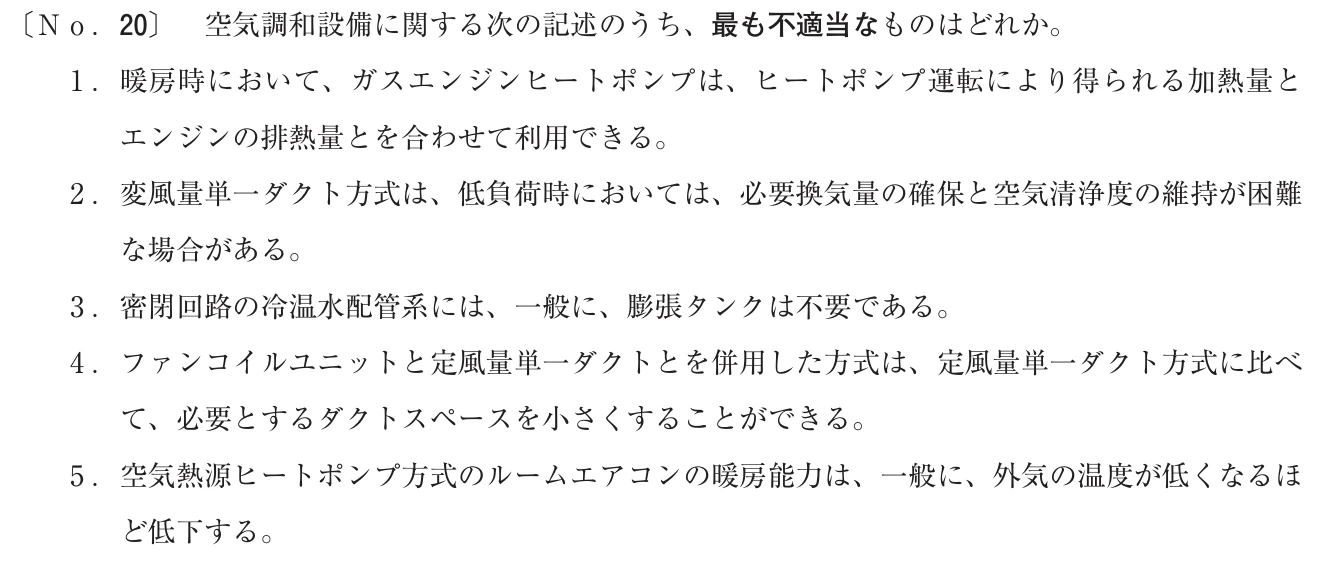 〔Ｎｏ．20〕　空気調和設備に関する次の記述のうち、最も不適当なものはどれか。
１．暖房時において、ガスエンジンヒートポンプは、ヒートポンプ運転により得られる加熱量と
エンジンの排熱量とを合わせて利用できる。
２．変風量単一ダクト方式は、低負荷時においては、必要換気量の確保と空気清浄度の維持が困難
な場合がある。
３．密閉回路の冷温水配管系には、一般に、膨張タンクは不要である。
４．ファンコイルユニットと定風量単一ダクトとを併用した方式は、定風量単一ダクト方式に比べ
て、必要とするダクトスペースを小さくすることができる。
５．空気熱源ヒートポンプ方式のルームエアコンの暖房能力は、一般に、外気の温度が低くなるほ
ど低下する。